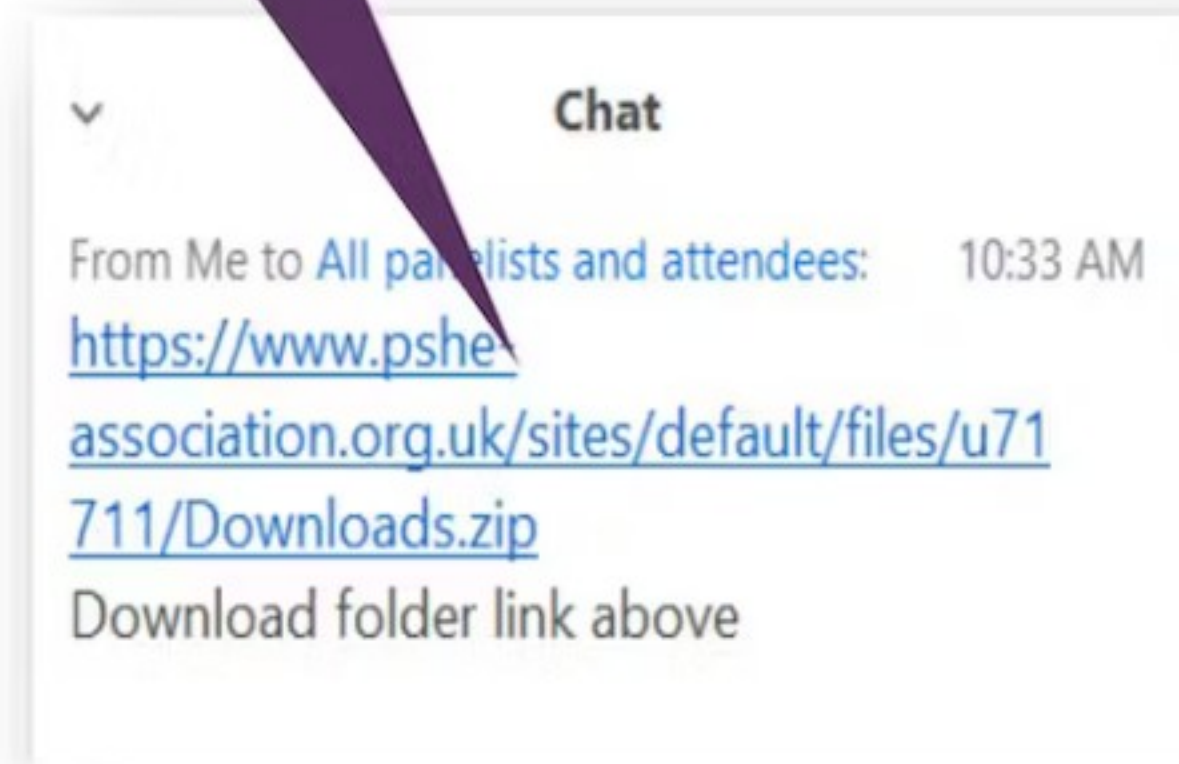 Chat
From Me to All panelists and attendees: 10:33 AM
https://www.pshe-
association.org.uk/sites/default/files/u71
711/Downloads.zip
Download folder link above